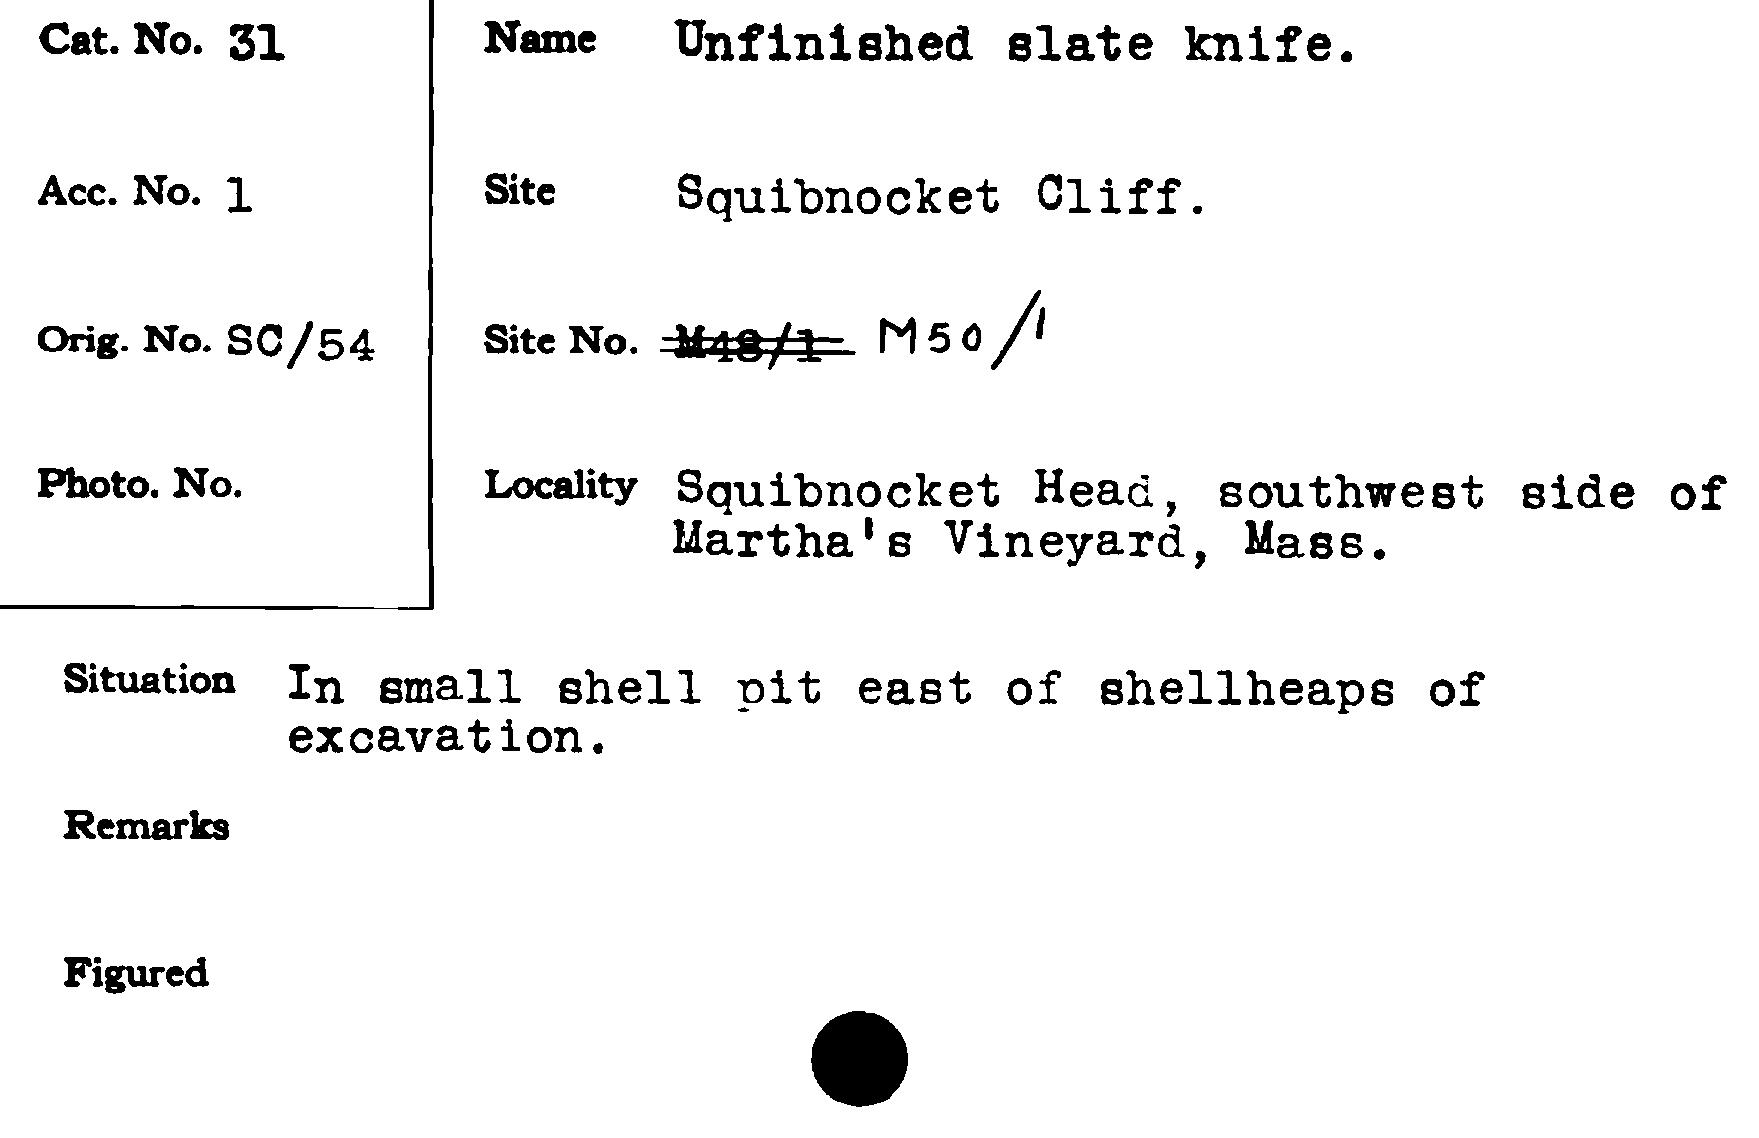 Cat. No. 31
Name Unfinished slate knife.
Acc. No. 1
Site Squibnocket Cliff.
Orig. No. SC/54
Site No. M48/1 M50/1
Photo. No.
Locality Squibnocket Head, southwest side of
Martha's Vineyard, Mass.
Situation In small shell pit east of shellheaps of
excavation.
Remarks
Figured